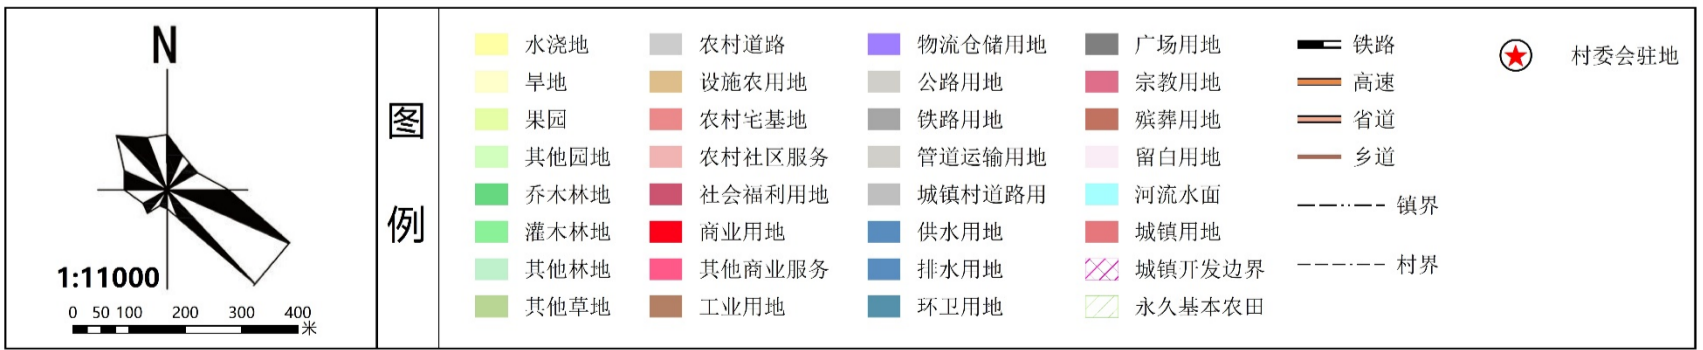 N
1:11000
0 50 100 200 300 400
米
图
例
水浇地
旱地
果园
其他园地
乔木林地
灌木林地
其他林地
其他草地
农村道路
设施农用地
农村宅基地
农村社区服务
社会福利用地
商业用地
其他商业服务
工业用地
物流仓储用地
公路用地
铁路用地
管道运输用地
城镇村道路用
供水用地
排水用地
环卫用地
广场用地
宗教用地
殡葬用地
留白用地
河流水面
城镇用地
城镇开发边界
永久基本农田
铁路
高速
省道
乡道
镇界
村界
村委会驻地